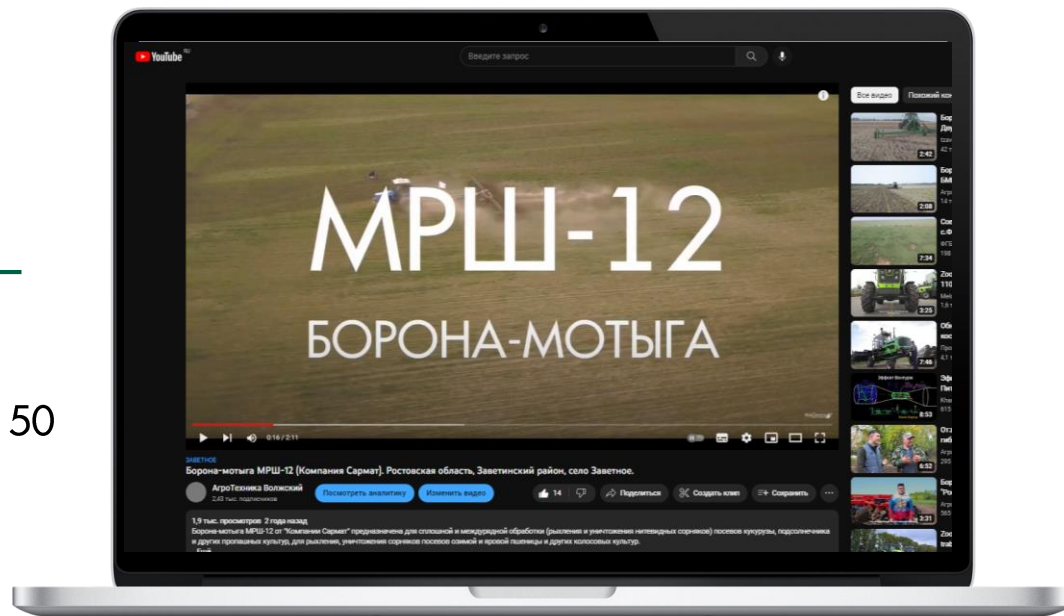 50
YouTube RU
Введите запрос
МРШ-12
БОРОНА-МОТЫГА
0:16 / 2:11
ЗАВЕТНОЕ
Борона-мотыга МРШ-12 (Компания Сармат). Ростовская область, Заветинский район, село Заветное.
АгроТехника Волжский
2,43 тыс. подписчиков
Посмотреть аналитику
Изменить видео
14
Поделиться
Создать клип
Сохранить
1,9 тыс. просмотров 2 года назад
Борона-мотыга МРШ-12 от "Компании Сармат" предназначена для сплошной и междурядной обработки (рыхления и уничтожения нитевидных сорняков) посевов кукурузы, подсолнечника
и других пропашных культур, для рыхления, уничтожения сорняков посевов озимой и яровой пшеницы и других колосовых культур.
Все видео
Похожий
2:42
2:08
7:34
3:25
7:46
8:53
6:52
3:31